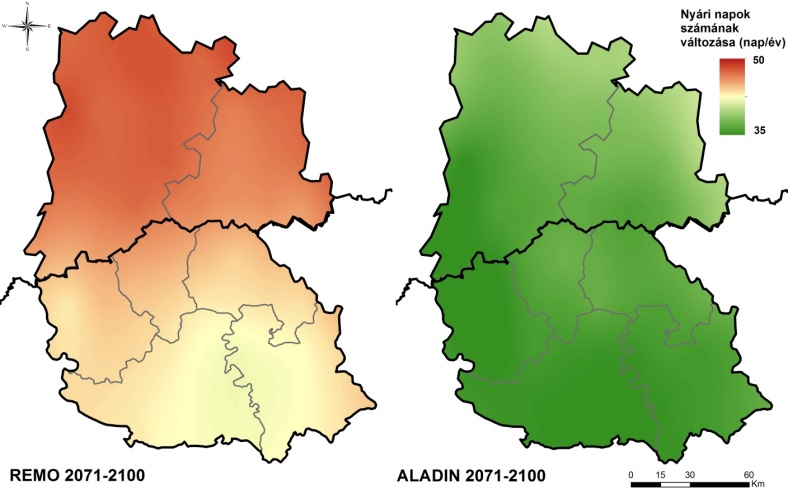 N
W E
S
Nyári napok
számának
változása (nap/év)
50
35
REMO 2071-2100
ALADIN 2071-2100
0 15 30 60
Km